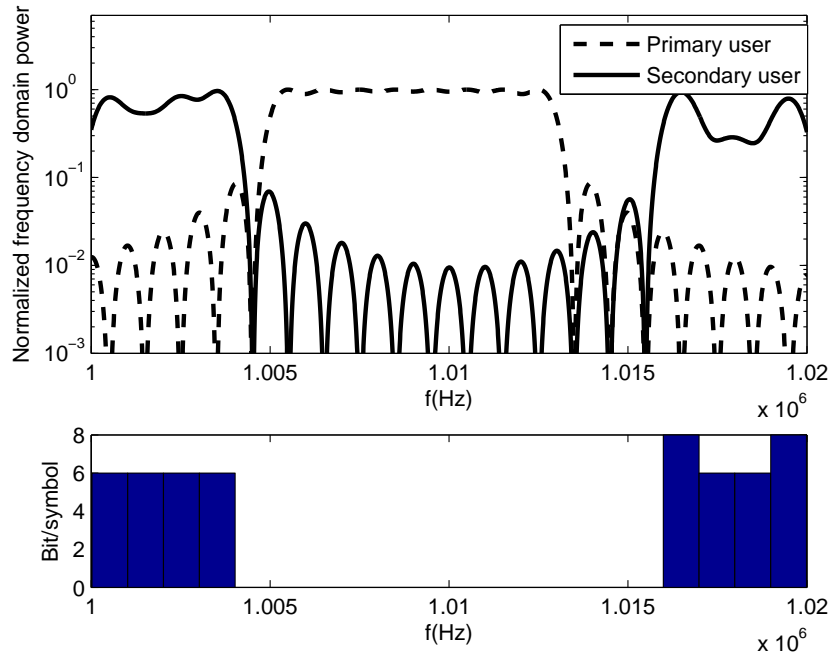 Normalized frequency domain power
10^0
10^-1
10^-2
10^-3
Primary user
Secondary user
1 1.005 1.01 1.015 1.02
f(Hz)
x 10^6
Bit/symbol
8
6
4
2
0
1 1.005 1.01 1.015 1.02
f(Hz)
x 10^6